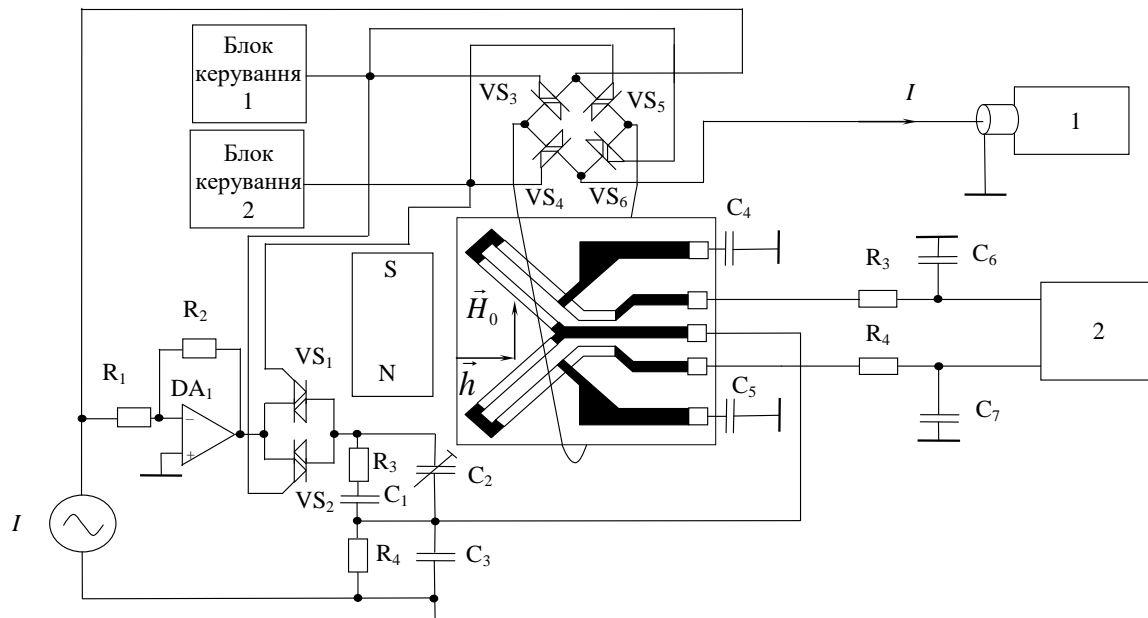 Блок
керування
1
Блок
керування
2
VS₃
VS₅
VS₄
VS₆
I
1
S
N
H⃗₀
h⃗
C₄
C₅
R₃
C₆
R₄
C₇
2
R₂
R₁
DA₁
−
+
VS₁
VS₂
R₃
C₁
C₂
R₄
C₃
I